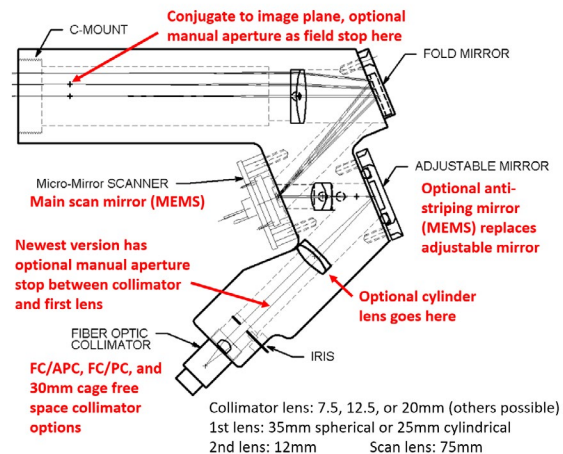 C-MOUNT
Conjugate to image plane, optional
manual aperture as field stop here
FOLD MIRROR
Micro-Mirror SCANNER
Main scan mirror (MEMS)
ADJUSTABLE MIRROR
Optional anti-
striping mirror
(MEMS) replaces
adjustable mirror
Newest version has
optional manual aperture
stop between collimator
and first lens
Optional cylinder
lens goes here
FIBER OPTIC
COLLIMATOR
IRIS
FC/APC, FC/PC, and
30mm cage free
space collimator
options
Collimator lens: 7.5, 12.5, or 20mm (others possible)
1st lens: 35mm spherical or 25mm cylindrical
2nd lens: 12mm Scan lens: 75mm